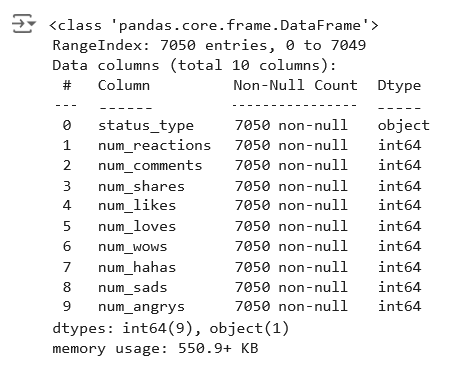 <class 'pandas.core.frame.DataFrame'>
RangeIndex: 7050 entries, 0 to 7049
Data columns (total 10 columns):
 #   Column         Non-Null Count  Dtype
---  ------         --------------  -----
 0   status_type    7050 non-null   object
 1   num_reactions  7050 non-null   int64
 2   num_comments   7050 non-null   int64
 3   num_shares     7050 non-null   int64
 4   num_likes      7050 non-null   int64
 5   num_loves      7050 non-null   int64
 6   num_wows       7050 non-null   int64
 7   num_hahas      7050 non-null   int64
 8   num_sads       7050 non-null   int64
 9   num_angrys     7050 non-null   int64
dtypes: int64(9), object(1)
memory usage: 550.9+ KB